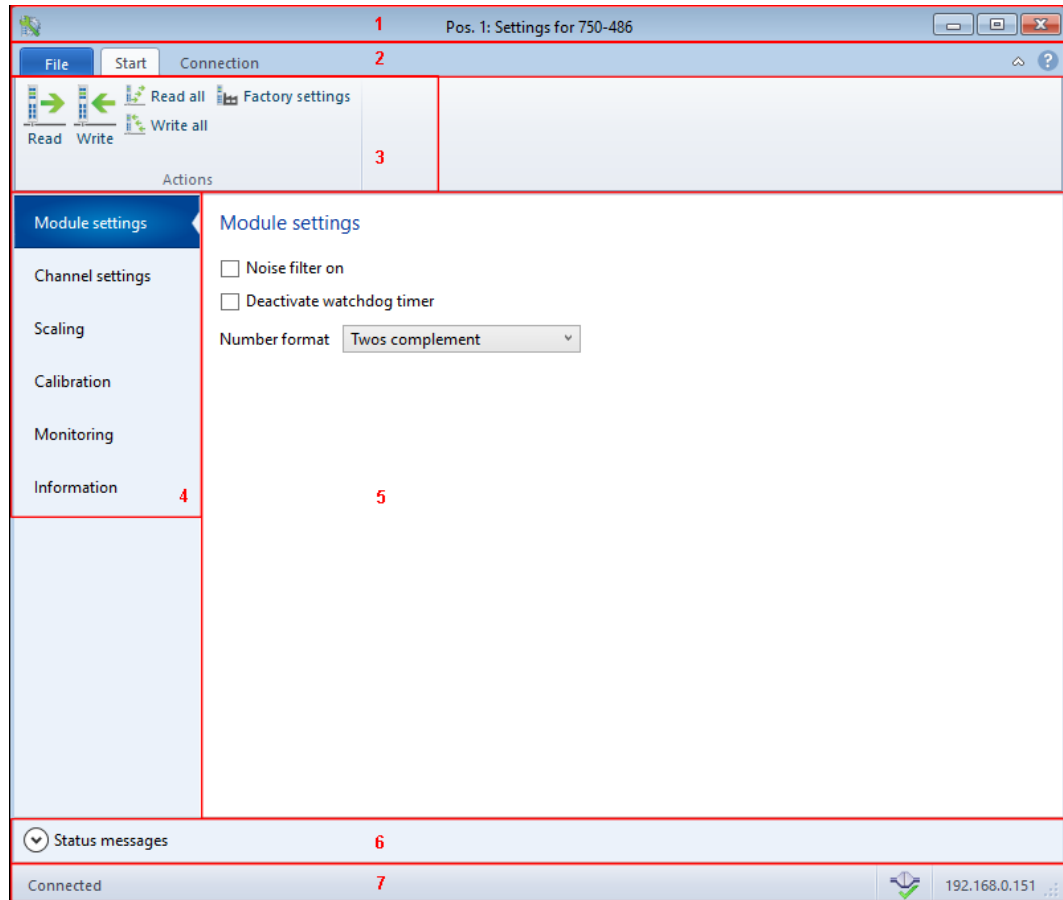 1
Pos. 1: Settings for 750-486
File Start Connection 2
Read all Factory settings
Write all
Read Write
3
Actions
Module settings
Channel settings
Scaling
Calibration
Monitoring
Information
4
Module settings
Noise filter on
Deactivate watchdog timer
Number format Twos complement
5
Status messages 6
Connected 7 192.168.0.151